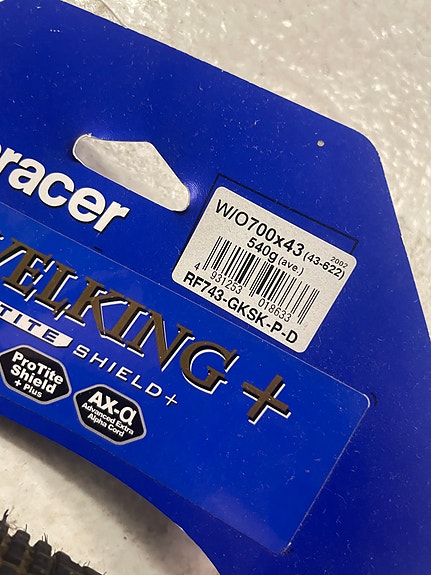 racer
W/O700x43 (43-622)
2002
540g (ave.)
4 931253 018633
RF743-GKSK-P-D
VELKING +
TITE SHIELD+
ProTite
Shield
+ Plus
AX-α
Advanced Extra
Alpha Cord